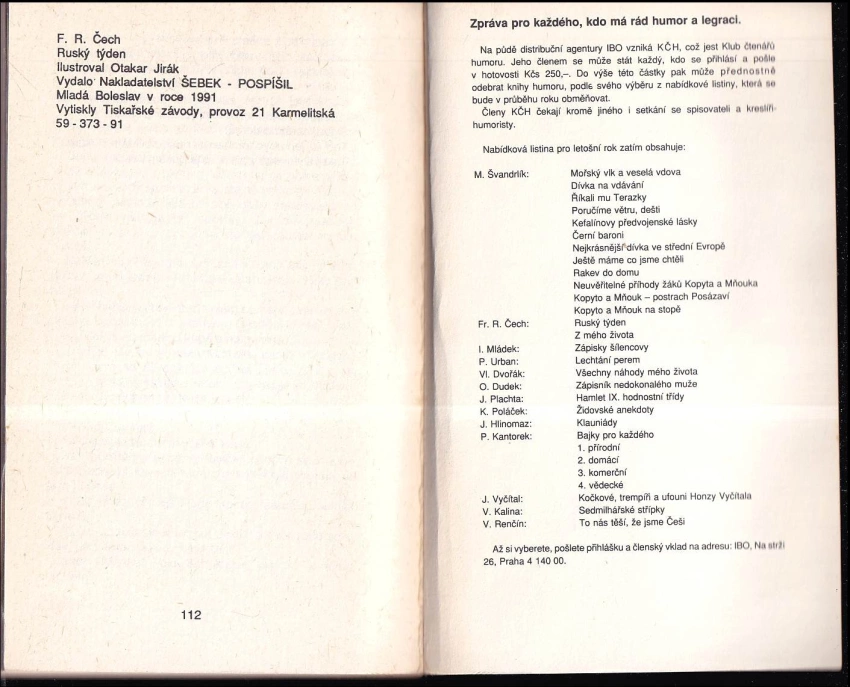 F. R. Čech
Ruský týden
Ilustroval Otakar Jirák
Vydalo Nakladatelství ŠEBEK - POSPÍŠIL
Mladá Boleslav v roce 1991
Vytiskly Tiskařské závody, provoz 21 Karmelitská
59 - 373 - 91
112
Zpráva pro každého, kdo má rád humor a legraci.
Na půdě distribuční agentury IBO vzniká KČH, což jest Klub čtenářů
humoru. Jeho členem se může stát každý, kdo se přihlásí a pošle
v hotovosti Kčs 250,–. Do výše této částky pak může přednostně
odebrat knihy humoru, podle svého výběru z nabídkové listiny, která se
bude v průběhu roku obměňovat.
Členy KČH čekají kromě jiného i setkání se spisovateli a kreslíři-
humoristy.
Nabídková listina pro letošní rok zatím obsahuje:
M. Švandrlík: Mořský vlk a veselá vdova
Dívka na vdávání
Říkali mu Terazky
Poručíme větru, dešti
Kefalínovy předvojenské lásky
Černí baroni
Nejkrásnější dívka ve střední Evropě
Ještě máme co jsme chtěli
Rakev do domu
Neuvěřitelné příhody žáků Kopyta a Mňouka
Kopyto a Mňouk – postrach Posázaví
Kopyto a Mňouk na stopě
Fr. R. Čech: Ruský týden
Z mého života
I. Mládek: Zápisky šílencovy
P. Urban: Lechtání perem
Vl. Dvořák: Všechny náhody mého života
O. Dudek: Zápisník nedokonalého muže
J. Plachta: Hamlet IX. hodnostní třídy
K. Poláček: Židovské anekdoty
J. Hlinomaz: Klauniády
P. Kantorek: Bajky pro každého
1. přírodní
2. domácí
3. komerční
4. vědecké
J. Vyčítal: Kočkové, trempíři a ufouni Honzy Vyčítala
V. Kalina: Sedmilhářské střípky
V. Renčín: To nás těší, že jsme Češi
Až si vyberete, pošlete přihlášku a členský vklad na adresu: IBO, Na strži
26, Praha 4 140 00.